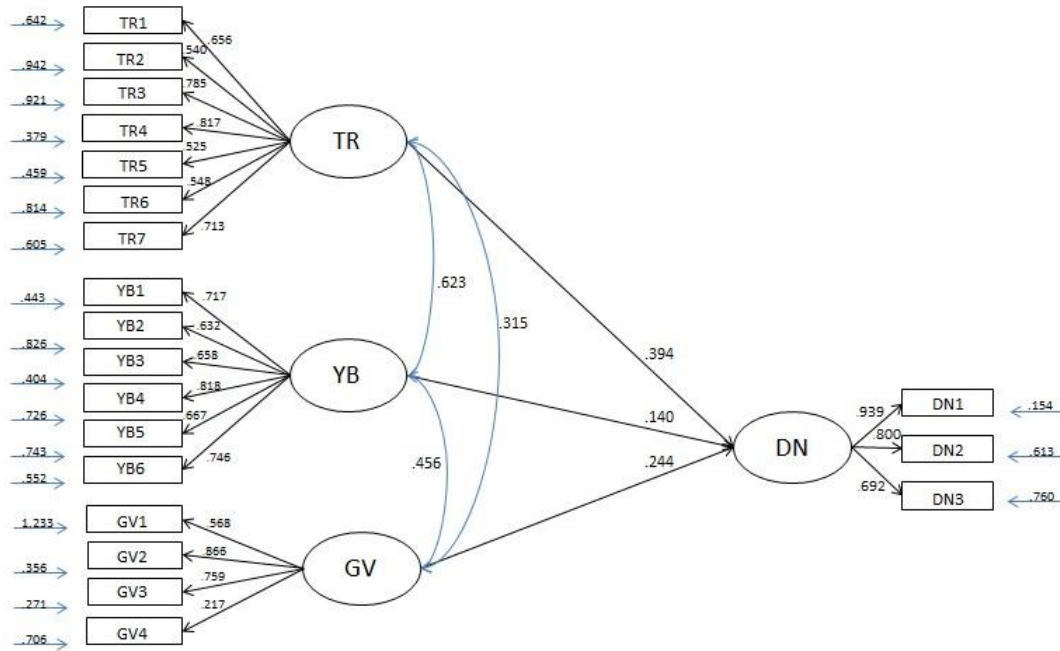 .642
TR1
.656
.942
TR2
.540
.921
TR3
.785
.379
TR4
.817
.459
TR5
.525
.814
TR6
.548
.605
TR7
.713
TR
.443
YB1
.717
.826
YB2
.632
.404
YB3
.658
.726
YB4
.818
.743
YB5
.667
.552
YB6
.746
YB
1.233
GV1
.568
.356
GV2
.866
.271
GV3
.759
.706
GV4
.217
GV
.623
.315
.456
.394
.140
.244
DN
.939
DN1
.154
.800
DN2
.613
.692
DN3
.760